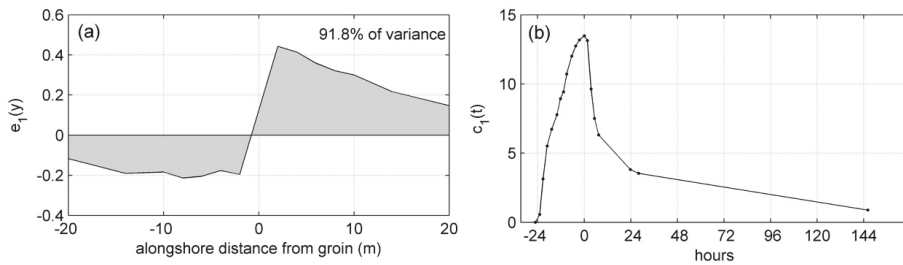 (a)
91.8% of variance
e1(y)
0.6
0.4
0.2
0
-0.2
-0.4
-20 -10 0 10 20
alongshore distance from groin (m)
(b)
c1(t)
15
10
5
0
-24 0 24 48 72 96 120 144
hours